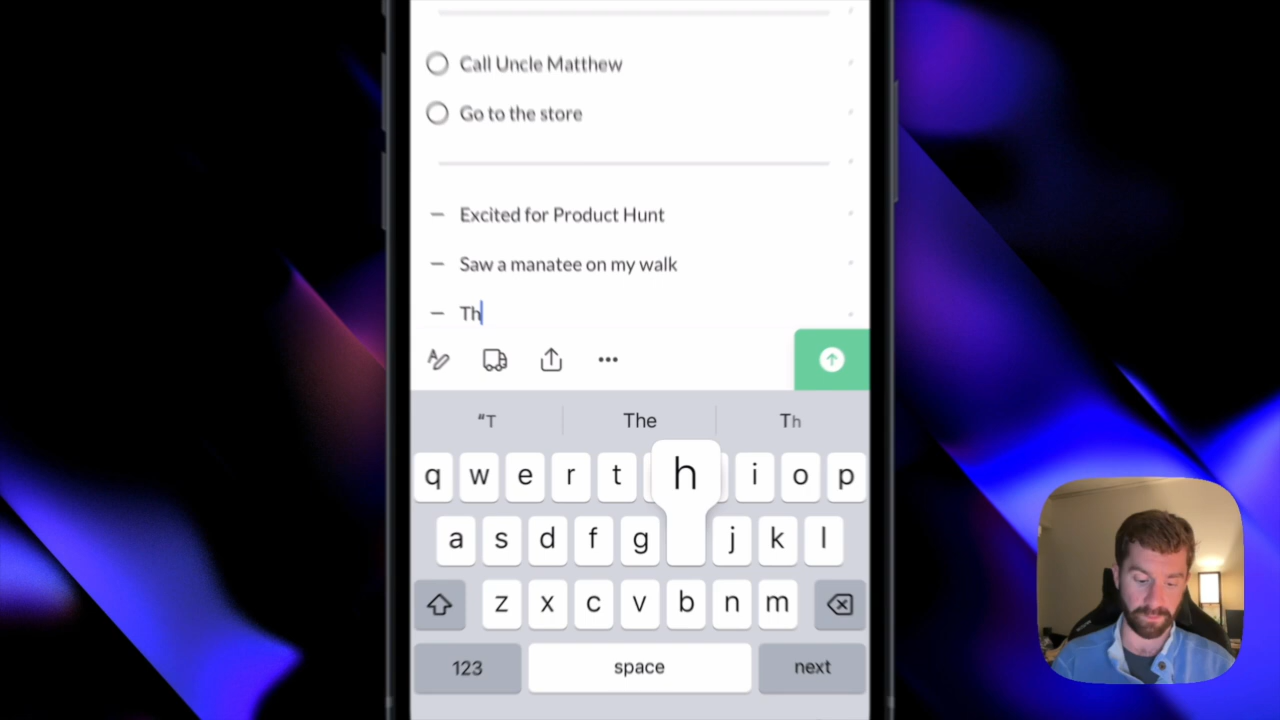 Call Uncle Matthew
Go to the store
– Excited for Product Hunt
– Saw a manatee on my walk
– Th
“T The Th
q w e r t h i o p
a s d f g j k l
z x c v b n m
123 space next